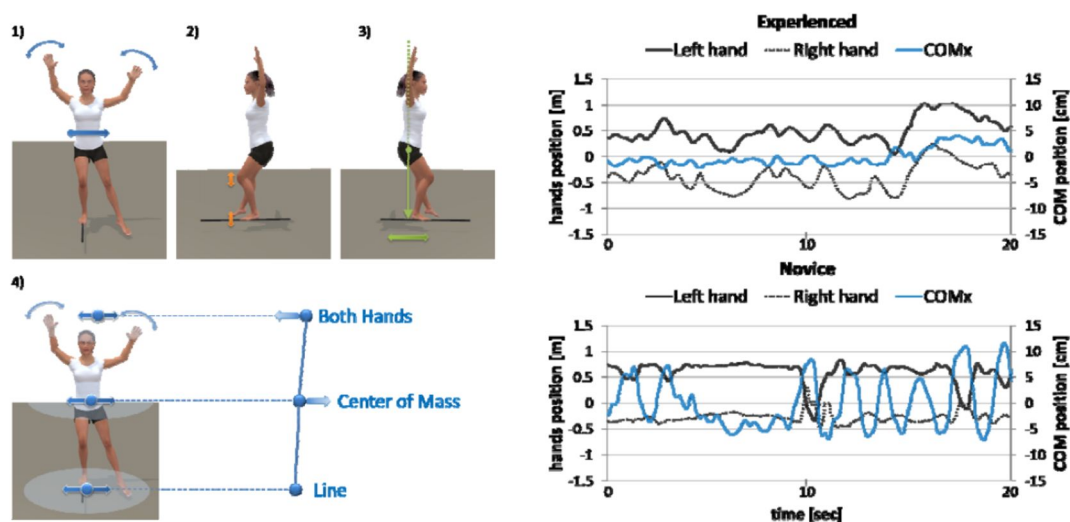 1)
2)
3)
4)
Both Hands
Center of Mass
Line
Experienced
Left hand Right hand COMx
hands position [m]
1.5
1
0.5
0
-0.5
-1
-1.5
15
10
5
0
-5
-10
-15
COM position [cm]
0 10 20
Novice
Left hand Right hand COMx
hands position [m]
1.5
1
0.5
0
-0.5
-1
-1.5
15
10
5
0
-5
-10
-15
COM position [cm]
0 10 20
time [sec]